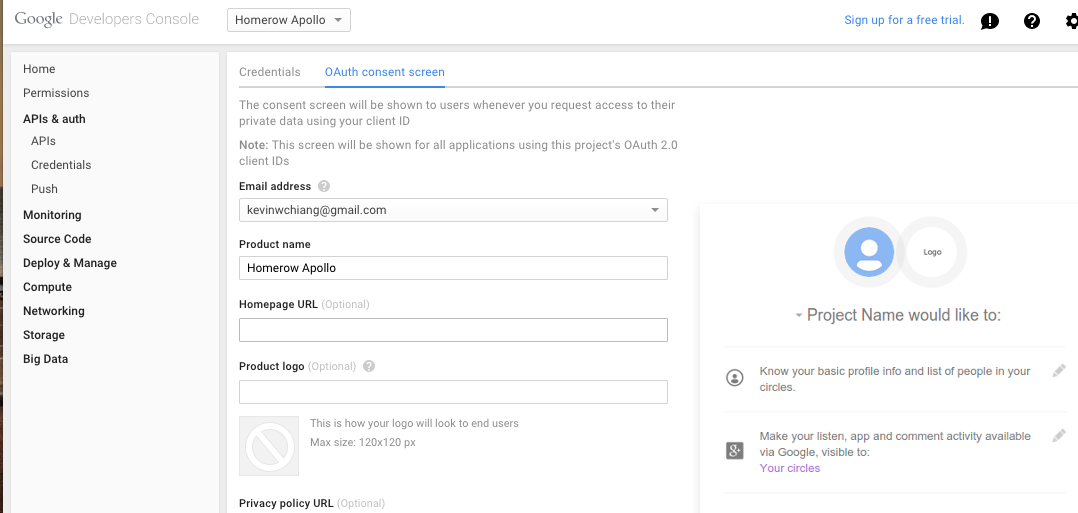 Google Developers Console
Homerow Apollo
Sign up for a free trial.
Home
Permissions
APIs & auth
APIs
Credentials
Push
Monitoring
Source Code
Deploy & Manage
Compute
Networking
Storage
Big Data
Credentials
OAuth consent screen
The consent screen will be shown to users whenever you request access to their
private data using your client ID
Note: This screen will be shown for all applications using this project's OAuth 2.0
client IDs
Email address
kevinwchiang@gmail.com
Product name
Homerow Apollo
Homepage URL (Optional)
Product logo (Optional)
This is how your logo will look to end users
Max size: 120x120 px
Privacy policy URL (Optional)
Logo
Project Name would like to:
Know your basic profile info and list of people in your
circles.
Make your listen, app and comment activity available
via Google, visible to:
Your circles